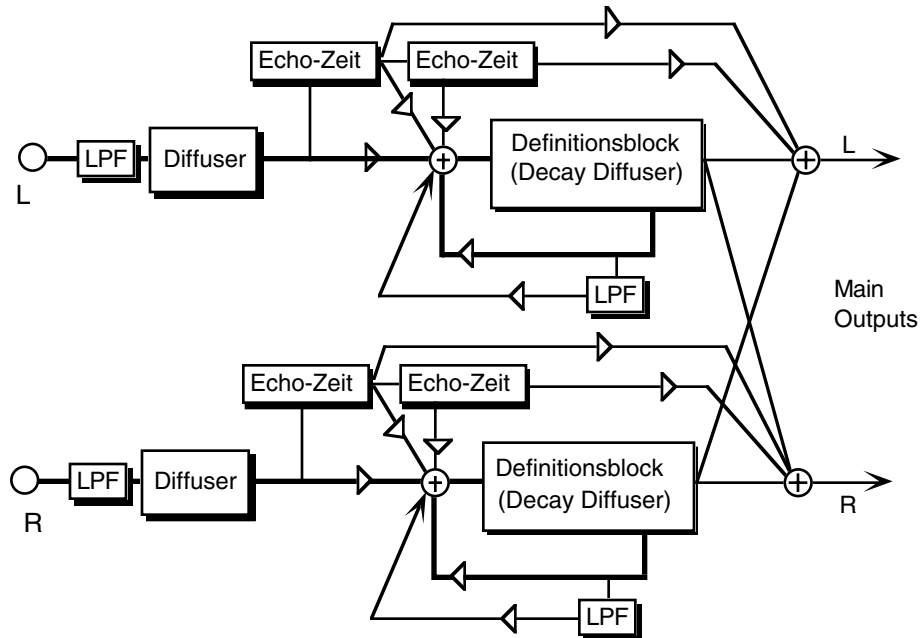 Echo-Zeit
Echo-Zeit
LPF
Diffuser
Definitionsblock
(Decay Diffuser)
L
L
LPF
Main
Outputs
Echo-Zeit
Echo-Zeit
LPF
Diffuser
Definitionsblock
(Decay Diffuser)
R
R
LPF